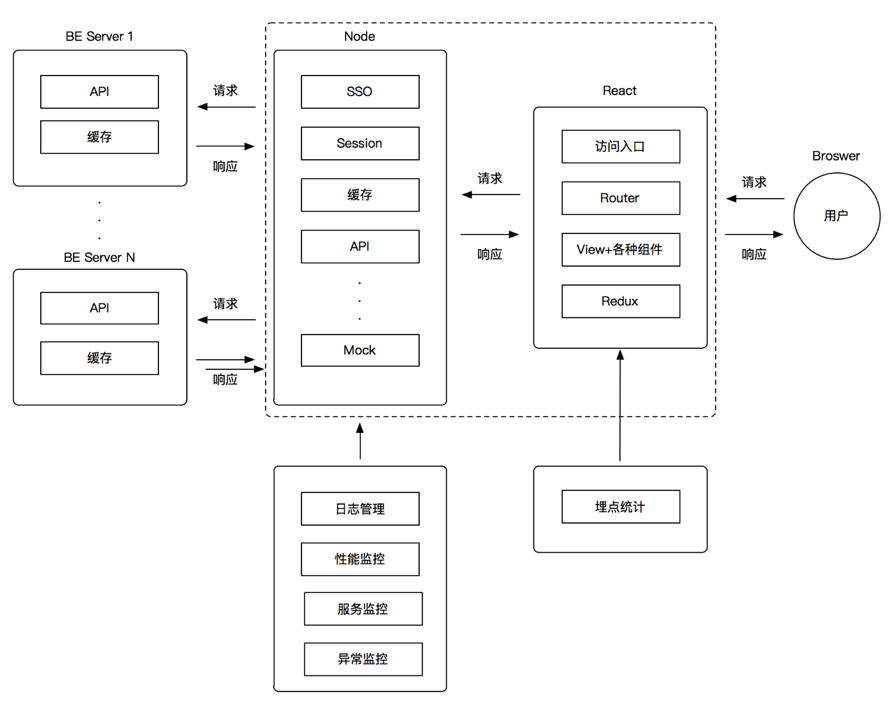 BE Server 1
API
缓存
请求
响应
BE Server N
API
缓存
请求
响应
Node
SSO
Session
缓存
API
Mock
请求
响应
React
访问入口
Router
View+各种组件
Redux
请求
响应
Broswer
用户
日志管理
性能监控
服务监控
异常监控
埋点统计